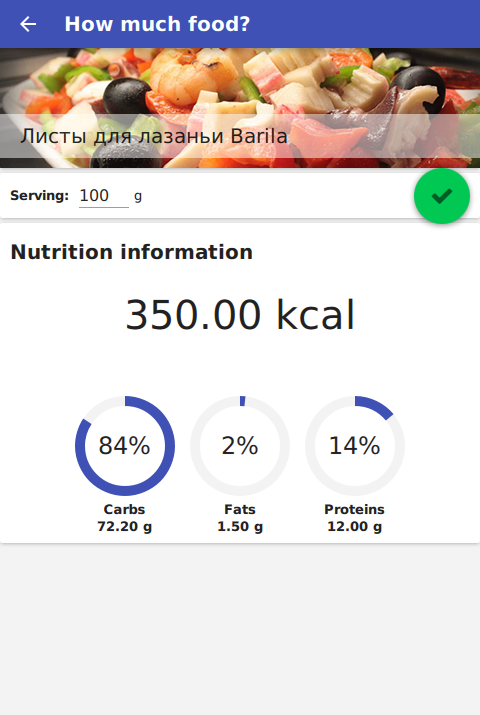 How much food?
Листы для лазаньи Barila
Serving: 100 g
Nutrition information
350.00 kcal
84% 2% 14%
Carbs Fats Proteins
72.20 g 1.50 g 12.00 g